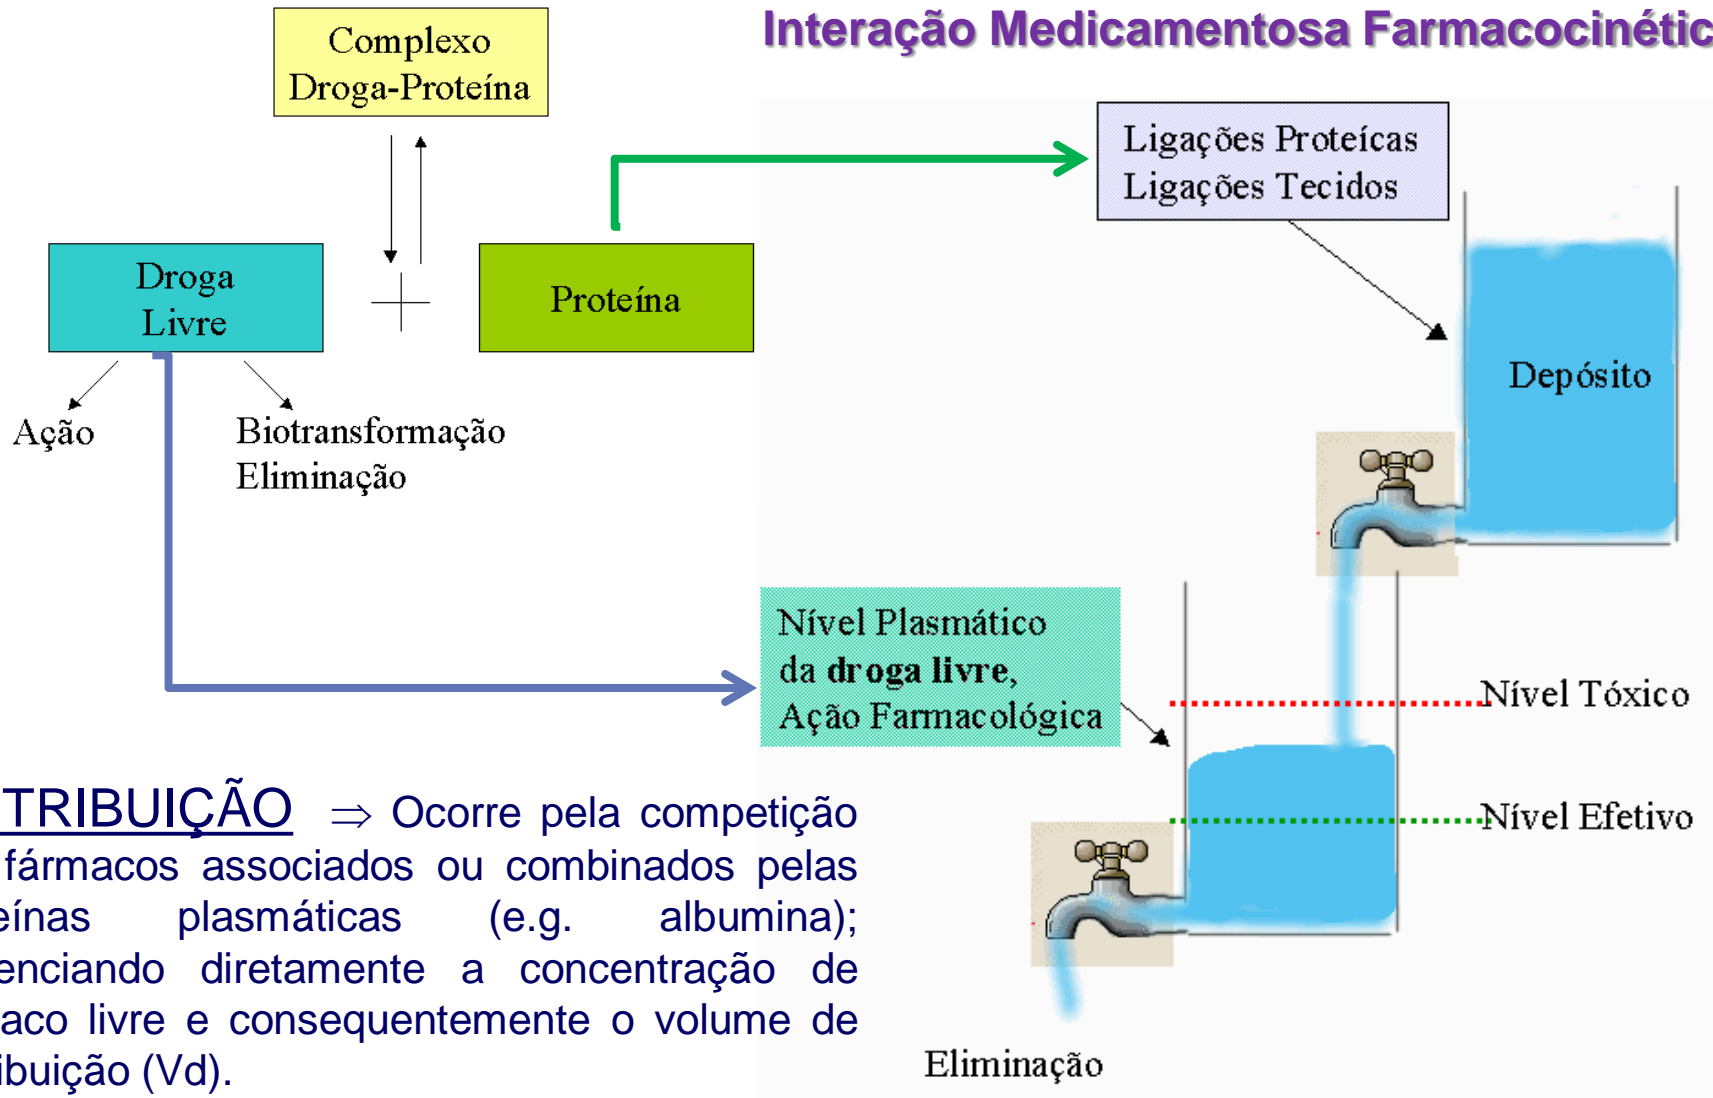 Interação Medicamentosa Farmacocinétic
Complexo
Droga-Proteína
Ligações Proteícas
Ligações Tecidos
Droga
Livre
Proteína
Depósito
Ação
Biotransformação
Eliminação
Nível Plasmático
da droga livre,
Ação Farmacológica
Nível Tóxico
Nível Efetivo
TRIBUIÇÃO ⇒ Ocorre pela competição
fármacos associados ou combinados pelas
eínas plasmáticas (e.g. albumina);
enciando diretamente a concentração de
aco livre e consequentemente o volume de
ribuição (Vd).
Eliminação